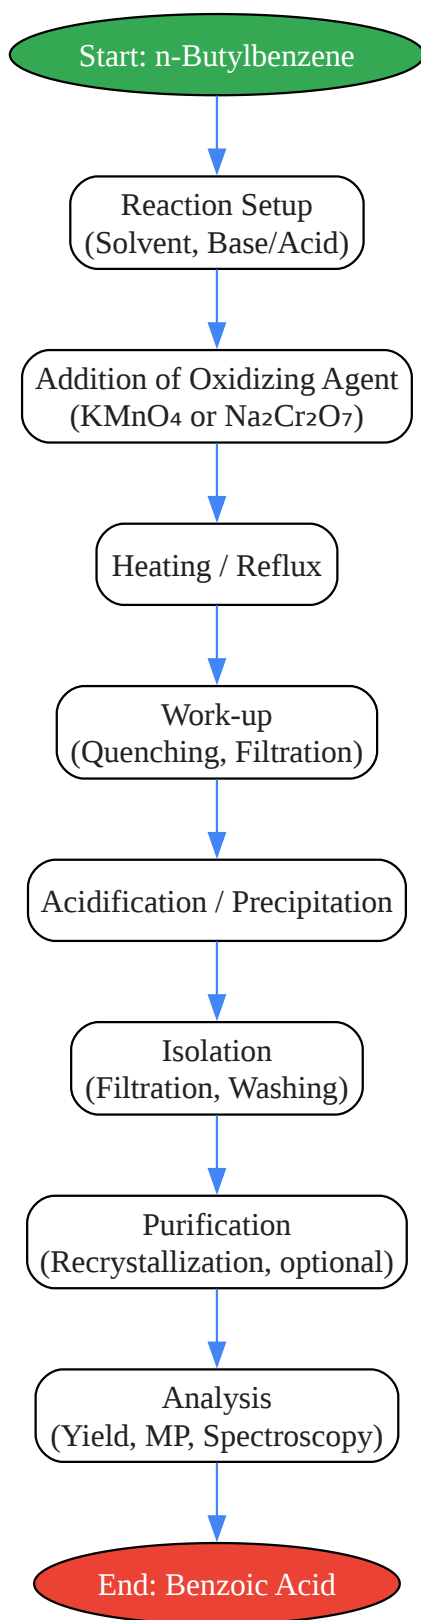 Start: n-Butylbenzene
Reaction Setup
(Solvent, Base/Acid)
Addition of Oxidizing Agent
(KMnO₄ or Na₂Cr₂O₇)
Heating / Reflux
Work-up
(Quenching, Filtration)
Acidification / Precipitation
Isolation
(Filtration, Washing)
Purification
(Recrystallization, optional)
Analysis
(Yield, MP, Spectroscopy)
End: Benzoic Acid